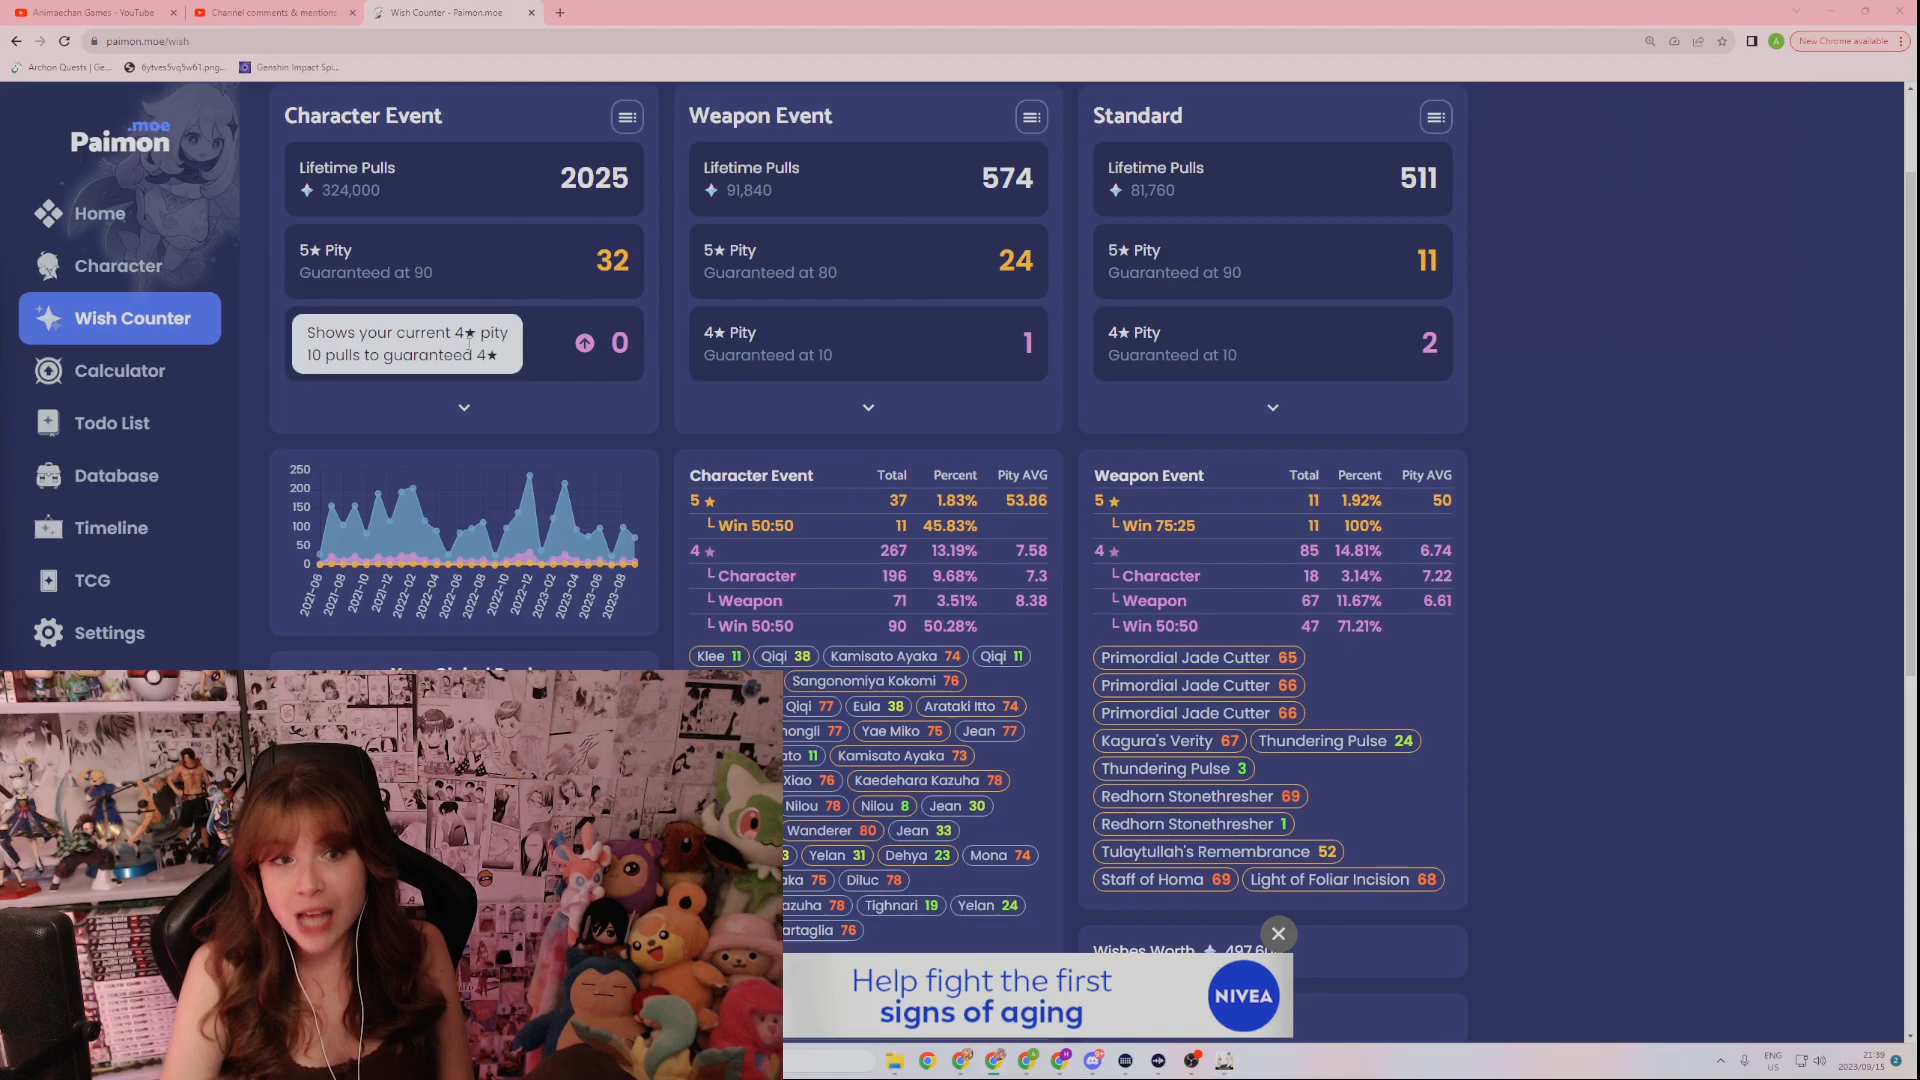 Animaechan Games - YouTube
Channel comments & mentions
Wish Counter - Paimon.moe
paimon.moe/wish
New Chrome available
Archon Quests | Ge...
6ytves5vq5w61.png...
Genshin Impact Spi...
.moe
Paimon
Home
Character
Wish Counter
Calculator
Todo List
Database
Timeline
TCG
Settings
Character Event
Lifetime Pulls
324,000
2025
5★ Pity
Guaranteed at 90
32
Shows your current 4★ pity
10 pulls to guaranteed 4★
0
Weapon Event
Lifetime Pulls
91,840
574
5★ Pity
Guaranteed at 80
24
4★ Pity
Guaranteed at 10
1
Standard
Lifetime Pulls
81,760
511
5★ Pity
Guaranteed at 90
11
4★ Pity
Guaranteed at 10
2
250
200
150
100
50
0
2021-06 2021-08 2021-10 2021-12 2022-02 2022-04 2022-06 2022-08 2022-10 2022-12 2023-02 2023-04 2023-06 2023-08
Character Event Total Percent Pity AVG
5 ★ 37 1.83% 53.86
└ Win 50:50 11 45.83%
4 ★ 267 13.19% 7.58
└ Character 196 9.68% 7.3
└ Weapon 71 3.51% 8.38
└ Win 50:50 90 50.28%
Klee 11 Qiqi 38 Kamisato Ayaka 74 Qiqi 11
Sangonomiya Kokomi 76
Qiqi 77 Eula 38 Arataki Itto 74
ongli 77 Yae Miko 75 Jean 77
ato 11 Kamisato Ayaka 73
Xiao 76 Kaedehara Kazuha 78
Nilou 78 Nilou 8 Jean 30
Wanderer 80 Jean 33
3 Yelan 31 Dehya 23 Mona 74
aka 75 Diluc 78
azuha 78 Tighnari 19 Yelan 24
artaglia 76
Weapon Event Total Percent Pity AVG
5 ★ 11 1.92% 50
└ Win 75:25 11 100%
4 ★ 85 14.81% 6.74
└ Character 18 3.14% 7.22
└ Weapon 67 11.67% 6.61
└ Win 50:50 47 71.21%
Primordial Jade Cutter 65
Primordial Jade Cutter 66
Primordial Jade Cutter 66
Kagura's Verity 67 Thundering Pulse 24
Thundering Pulse 3
Redhorn Stonethresher 69
Redhorn Stonethresher 1
Tulaytullah's Remembrance 52
Staff of Homa 69 Light of Foliar Incision 68
Wishes Worth
Help fight the first
signs of aging
NIVEA
ENG
US
21:39
2023/09/15
2